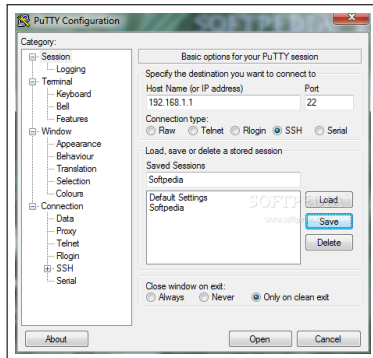 PuTTY Configuration
Category:
Session
Logging
Terminal
Keyboard
Bell
Features
Window
Appearance
Behaviour
Translation
Selection
Colours
Connection
Data
Proxy
Telnet
Rlogin
SSH
Serial
Basic options for your PuTTY session
Specify the destination you want to connect to
Host Name (or IP address) Port
192.168.1.1 22
Connection type:
Raw Telnet Rlogin SSH Serial
Load, save or delete a stored session
Saved Sessions
Softpedia
Default Settings
Softpedia
Load
Save
Delete
Close window on exit:
Always Never Only on clean exit
About Open Cancel